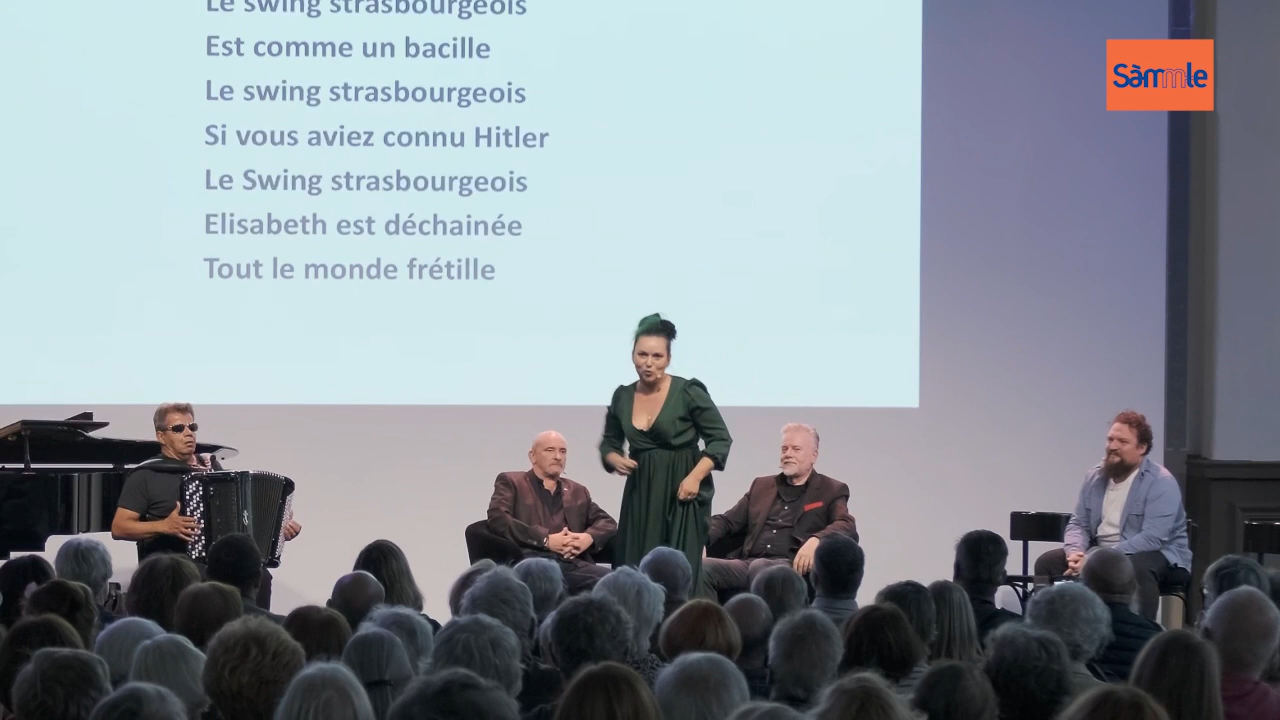 Le swing strasbourgeois
Est comme un bacille
Le swing strasbourgeois
Si vous aviez connu Hitler
Le Swing strasbourgeois
Elisabeth est déchainée
Tout le monde frétille
Sàmmle